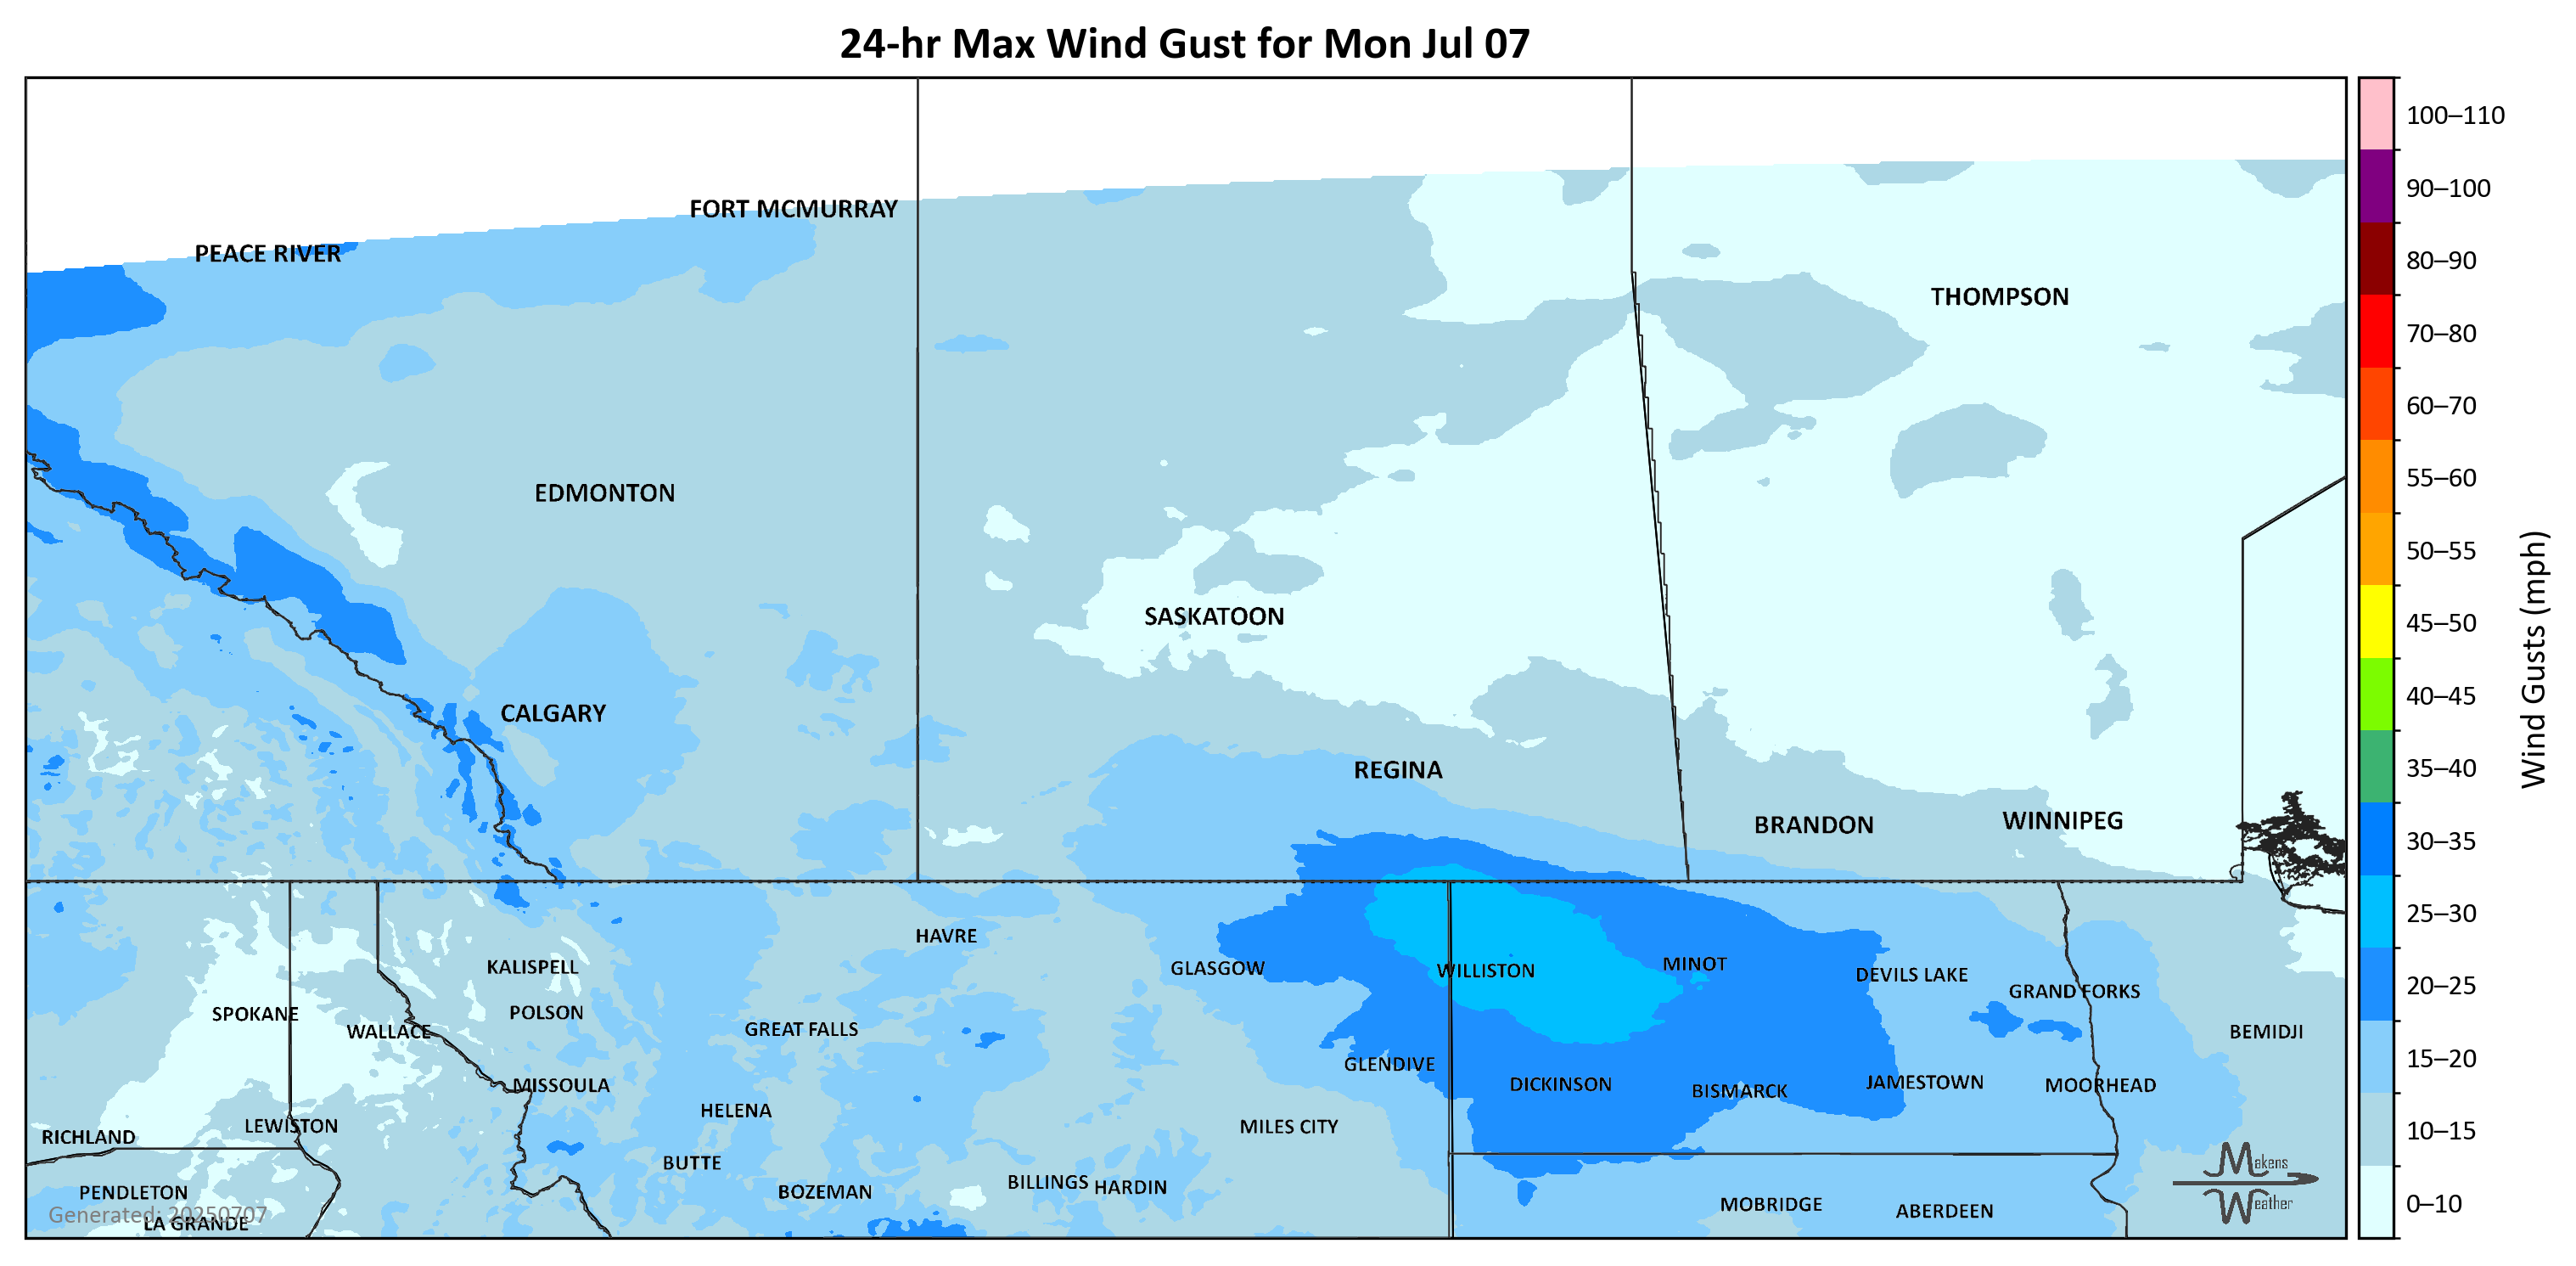 24-hr Max Wind Gust for Mon Jul 07
100–110
90–100
80–90
70–80
60–70
55–60
50–55
45–50
40–45
35–40
30–35
25–30
20–25
15–20
10–15
0–10
Wind Gusts (mph)
FORT MCMURRAY
PEACE RIVER
THOMPSON
EDMONTON
SASKATOON
CALGARY
REGINA
BRANDON
WINNIPEG
HAVRE
KALISPELL
GLASGOW
WILLISTON
MINOT
DEVILS LAKE
GRAND FORKS
SPOKANE
POLSON
WALLACE
GREAT FALLS
BEMIDJI
GLENDIVE
MISSOULA
DICKINSON
BISMARCK
JAMESTOWN
MOORHEAD
HELENA
LEWISTON
MILES CITY
RICHLAND
BUTTE
BILLINGS
HARDIN
PENDLETON
BOZEMAN
MOBRIDGE
ABERDEEN
LA GRANDE
Generated: 20250707
Makens
Weather